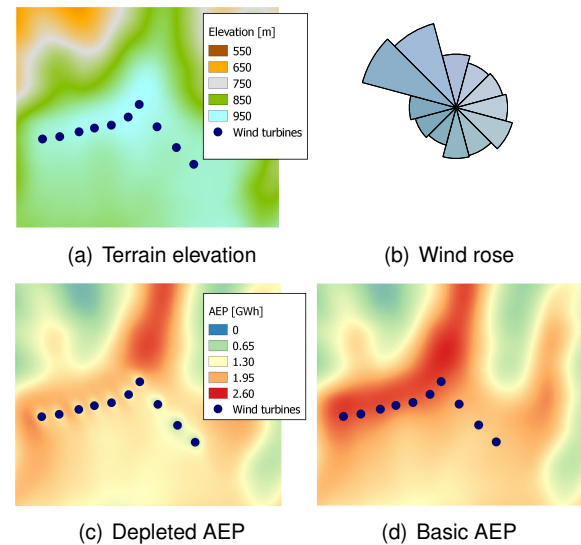 Elevation [m]
550
650
750
850
950
Wind turbines
(a) Terrain elevation
(b) Wind rose
AEP [GWh]
0
0.65
1.30
1.95
2.60
Wind turbines
(c) Depleted AEP
(d) Basic AEP